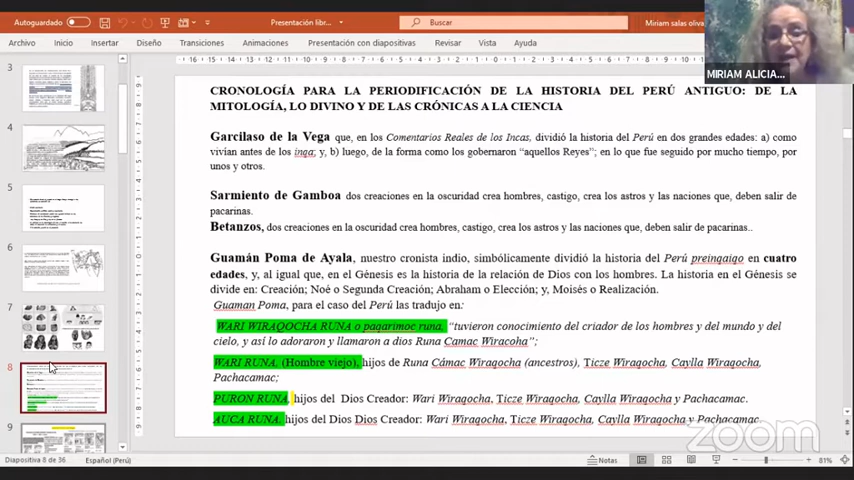 Autoguardado
Presentación libr...
Buscar
Miriam salas oliva
Archivo Inicio Insertar Diseño Transiciones Animaciones Presentación con diapositivas Revisar Vista Ayuda
MIRIAM ALICIA...
3
4
5
6
7
8
9
CRONOLOGÍA PARA LA PERIODIFICACIÓN DE LA HISTORIA DEL PERÚ ANTIGUO: DE LA
MITOLOGÍA, LO DIVINO Y DE LAS CRÓNICAS A LA CIENCIA
Garcilaso de la Vega que, en los Comentarios Reales de los Incas, dividió la historia del Perú en dos grandes edades: a) como
vivían antes de los inqa; y, b) luego, de la forma como los gobernaron “aquellos Reyes”; en lo que fue seguido por mucho tiempo, por
unos y otros.
Sarmiento de Gamboa dos creaciones en la oscuridad crea hombres, castigo, crea los astros y las naciones que, deben salir de
pacarinas.
Betanzos, dos creaciones en la oscuridad crea hombres, castigo, crea los astros y las naciones que, deben salir de pacarinas..
Guamán Poma de Ayala, nuestro cronista indio, simbólicamente dividió la historia del Perú preinqaiqo en cuatro
edades, y, al igual que, en el Génesis es la historia de la relación de Dios con los hombres. La historia en el Génesis se
divide en: Creación; Noé o Segunda Creación; Abraham o Elección; y, Moisès o Realización.
Guaman Poma, para el caso del Perú las tradujo en:
WARI WIRAQOCHA RUNA o paqarimoc runa, “tuvieron conocimiento del criador de los hombres y del mundo y del
cielo, y así lo adoraron y llamaron a dios Runa Camac Wiracoha”;
WARI RUNA, (Hombre viejo), hijos de Runa Cámac Wiraqocha (ancestros), Ticze Wiraqocha, Caylla Wiraqocha,
Pachacamac;
PURON RUNA, hijos del Dios Creador: Wari Wiraqocha, Ticze Wiraqocha, Caylla Wiraqocha y Pachacamac.
AUCA RUNA. hijos del Dios Dios Creador: Wari Wiraqocha, Ticze Wiraqocha, Caylla Wiraqocha y Pachacamac.
zoom
Diapositiva 8 de 36 Español (Perú) Notas 81%